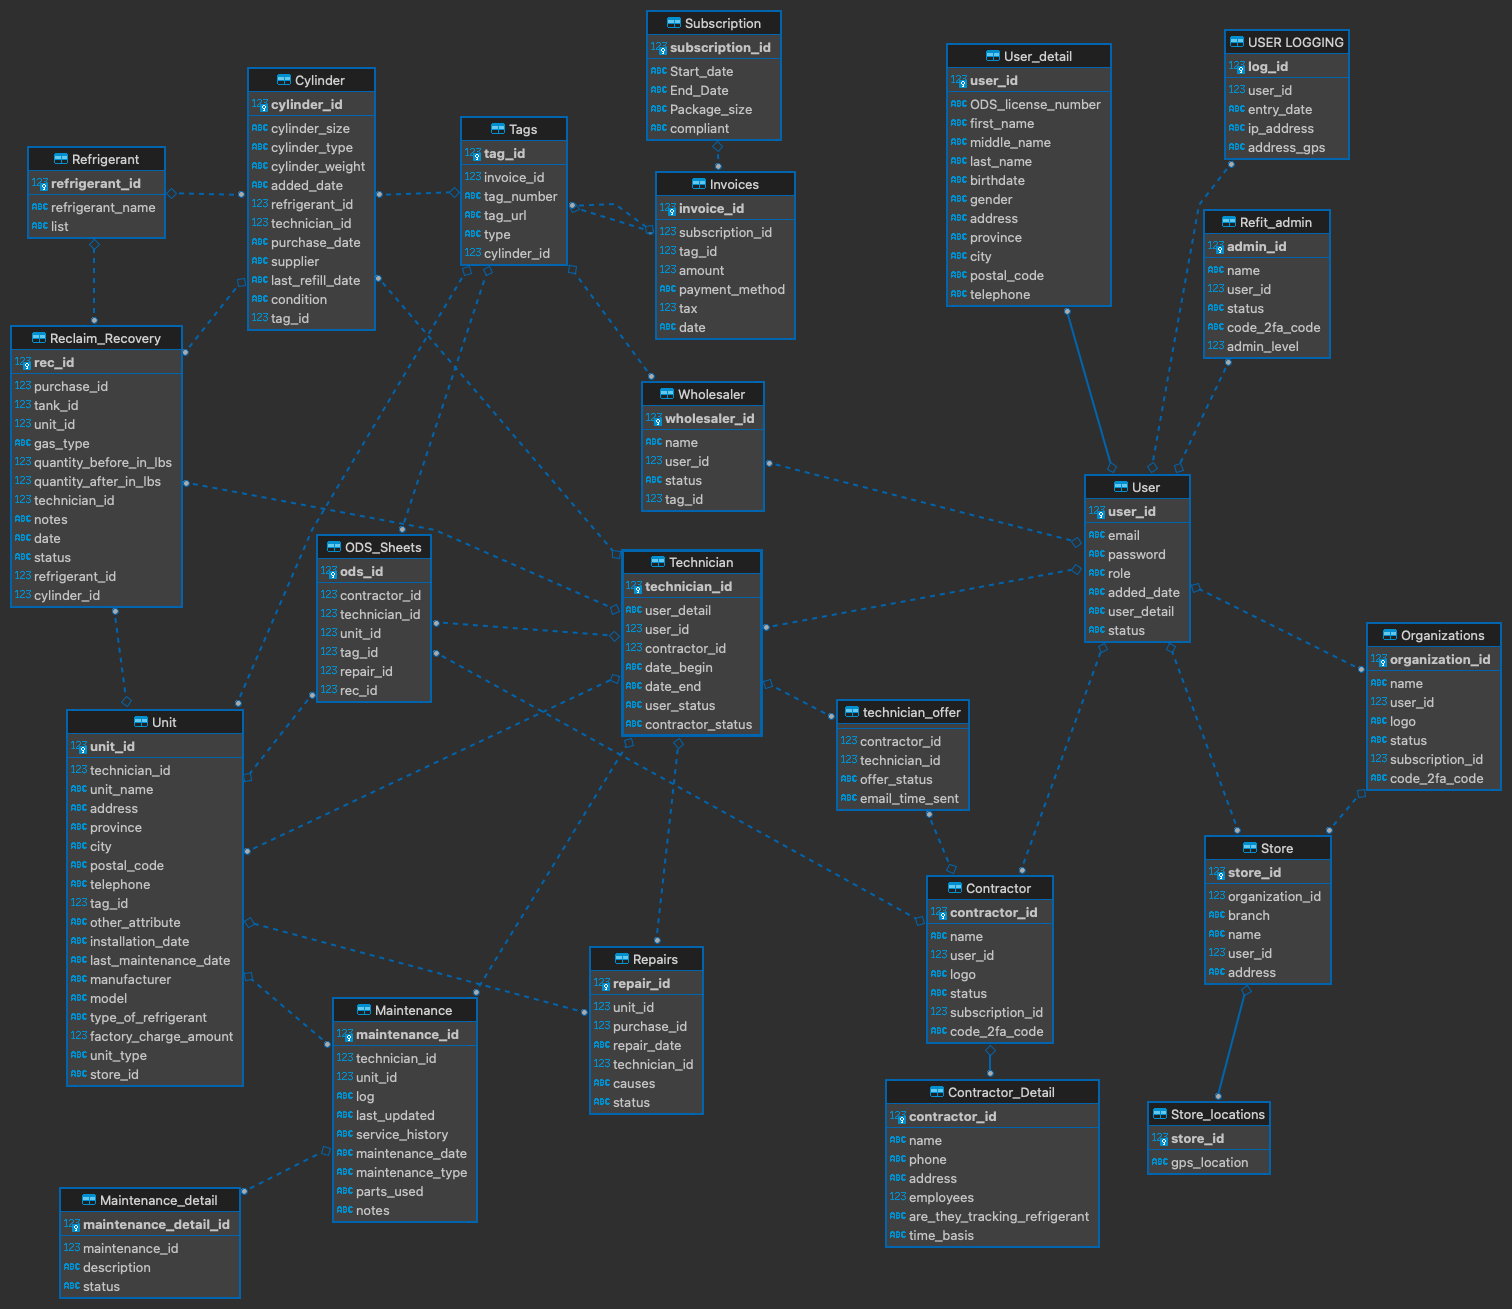 Subscription
subscription_id
Start_date
End_Date
Package_size
compliant
User_detail
user_id
ODS_license_number
first_name
middle_name
last_name
birthdate
gender
address
province
city
postal_code
telephone
USER LOGGING
log_id
user_id
entry_date
ip_address
address_gps
Cylinder
cylinder_id
cylinder_size
cylinder_type
cylinder_weight
added_date
refrigerant_id
technician_id
purchase_date
supplier
last_refill_date
condition
tag_id
Tags
tag_id
invoice_id
tag_number
tag_url
type
cylinder_id
Refrigerant
refrigerant_id
refrigerant_name
list
Invoices
invoice_id
subscription_id
tag_id
amount
payment_method
tax
date
Refit_admin
admin_id
name
user_id
status
code_2fa_code
admin_level
Reclaim_Recovery
rec_id
purchase_id
tank_id
unit_id
gas_type
quantity_before_in_lbs
quantity_after_in_lbs
technician_id
notes
date
status
refrigerant_id
cylinder_id
Wholesaler
wholesaler_id
name
user_id
status
tag_id
User
user_id
email
password
role
added_date
user_detail
status
ODS_Sheets
ods_id
contractor_id
technician_id
unit_id
tag_id
repair_id
rec_id
Technician
technician_id
user_detail
user_id
contractor_id
date_begin
date_end
user_status
contractor_status
Organizations
organization_id
name
user_id
logo
status
subscription_id
code_2fa_code
technician_offer
contractor_id
technician_id
offer_status
email_time_sent
Unit
unit_id
technician_id
unit_name
address
province
city
postal_code
telephone
tag_id
other_attribute
installation_date
last_maintenance_date
manufacturer
model
type_of_refrigerant
factory_charge_amount
unit_type
store_id
Store
store_id
organization_id
branch
name
user_id
address
Contractor
contractor_id
name
user_id
logo
status
subscription_id
code_2fa_code
Repairs
repair_id
unit_id
purchase_id
repair_date
technician_id
causes
status
Maintenance
maintenance_id
technician_id
unit_id
log
last_updated
service_history
maintenance_date
maintenance_type
parts_used
notes
Contractor_Detail
contractor_id
name
phone
address
employees
are_they_tracking_refrigerant
time_basis
Store_locations
store_id
gps_location
Maintenance_detail
maintenance_detail_id
maintenance_id
description
status